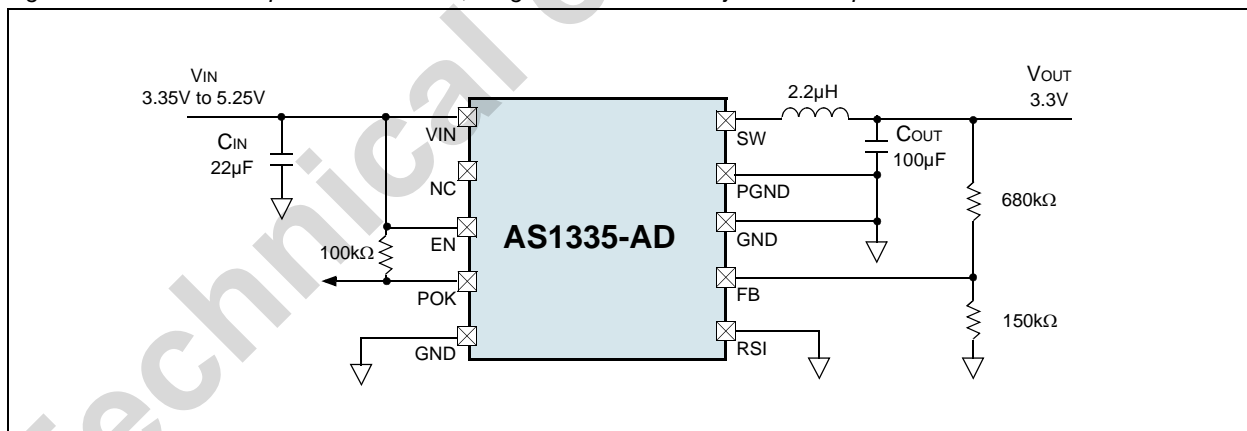 VIN
3.35V to 5.25V
CIN
22µF
100kΩ
VIN
NC
EN
POK
GND
AS1335-AD
SW
PGND
GND
FB
RSI
2.2µH
COUT
100µF
VOUT
3.3V
680kΩ
150kΩ
Technical